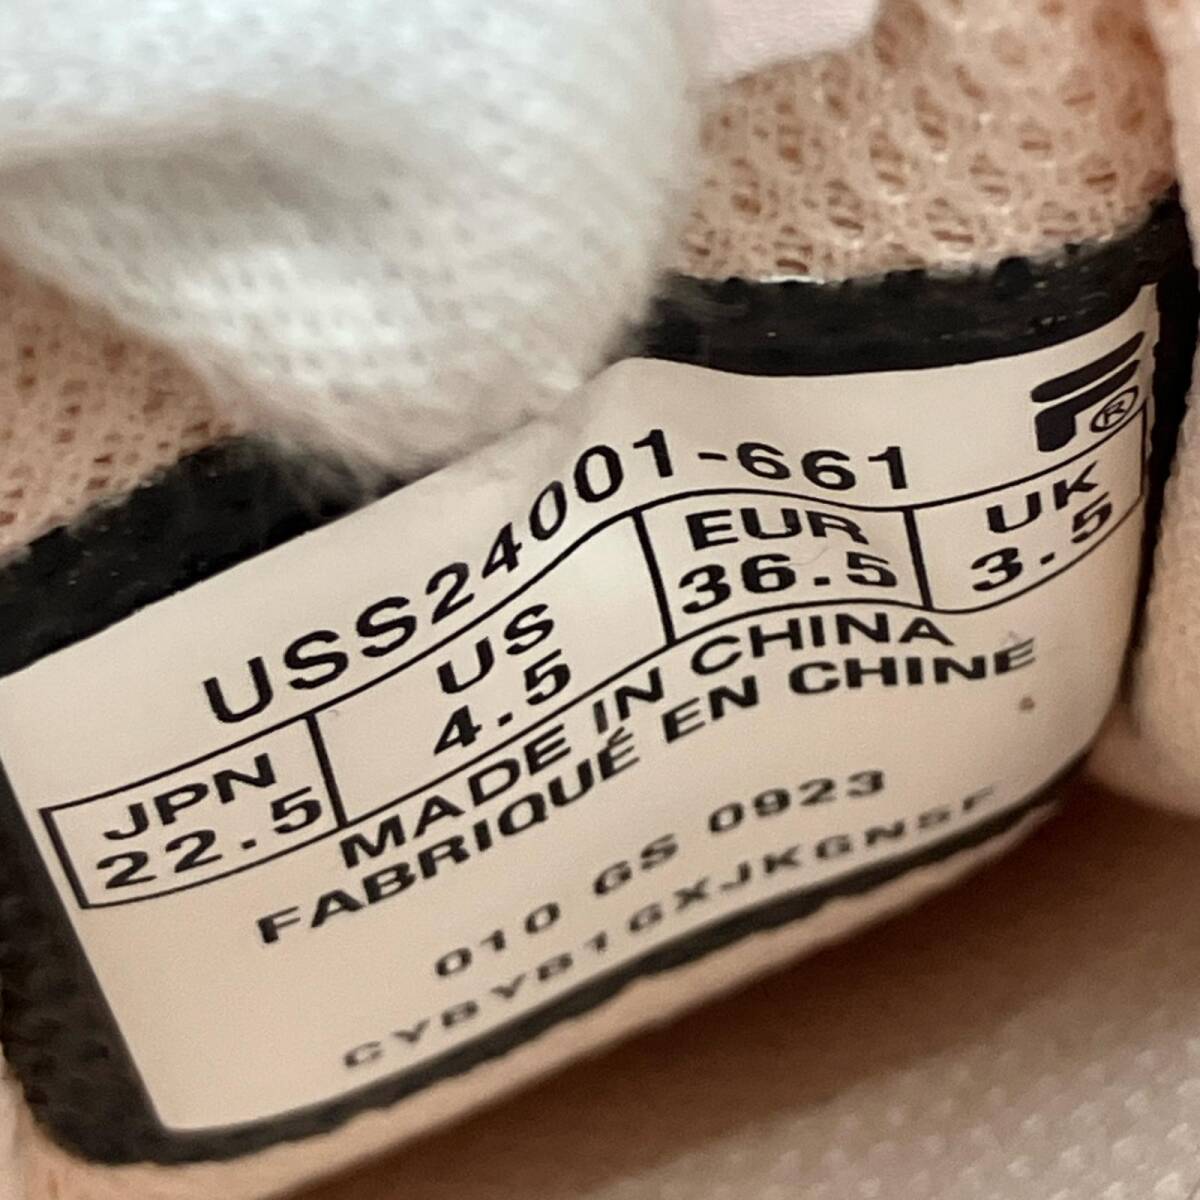 F®
USS24001-661
JPN US EUR UK
22.5 4.5 36.5 3.5
MADE IN CHINA
FABRIQUÉ EN CHINE
010 GS 0923
CYBYB1GXJKGNSF